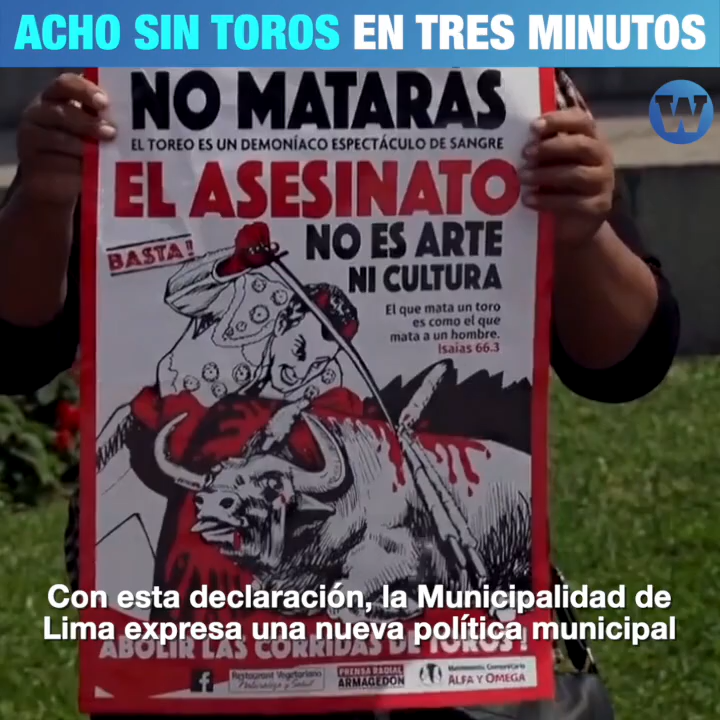 ACHO SIN TOROS EN TRES MINUTOS
W
NO MATARÁS
EL TOREO ES UN DEMONÍACO ESPECTÁCULO DE SANGRE
EL ASESINATO
BASTA!
NO ES ARTE
NI CULTURA
El que mata un toro
es como el que
mata a un hombre.
Isaías 66.3
Con esta declaración, la Municipalidad de
Lima expresa una nueva política municipal
ABOLIR LAS CORRIDAS DE TOROS!
Restaurant Vegetariano
Naturaleza y Salud
PRENSA RADIAL
ARMAGEDON
ALFA Y OMEGA